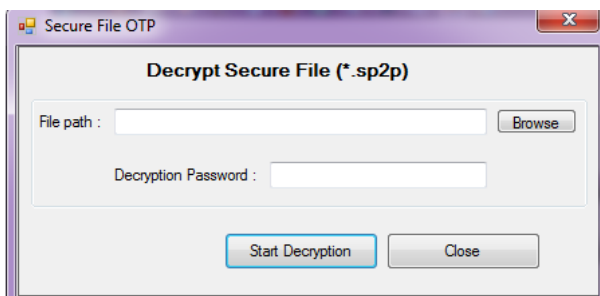 Secure File OTP
Decrypt Secure File (*.sp2p)
File path :
Browse
Decryption Password :
Start Decryption
Close